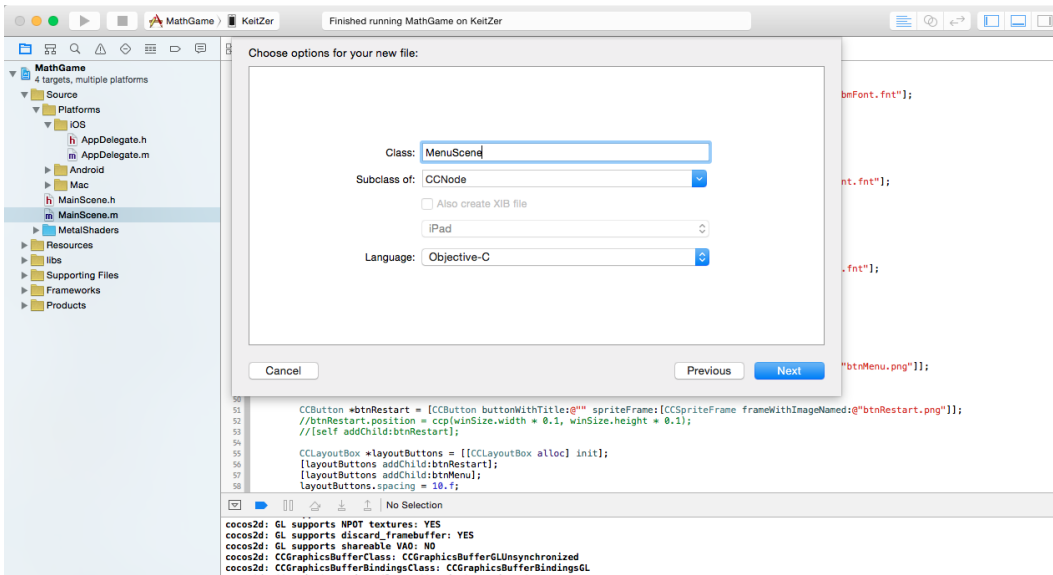 MathGame
KeitZer
Finished running MathGame on KeitZer
MathGame
4 targets, multiple platforms
Source
Platforms
iOS
h AppDelegate.h
m AppDelegate.m
Android
Mac
h MainScene.h
m MainScene.m
MetalShaders
Resources
libs
Supporting Files
Frameworks
Products
Choose options for your new file:
Class: MenuScene
Subclass of: CCNode
Also create XIB file
iPad
Language: Objective-C
Cancel
Previous
Next
bmFont.fnt"];
nt.fnt"];
.fnt"];
"btnMenu.png"]];
50
51 CCButton *btnRestart = [CCButton buttonWithTitle:@"" spriteFrame:[CCSpriteFrame frameWithImageNamed:@"btnRestart.png"]];
52 //btnRestart.position = ccp(winSize.width * 0.1, winSize.height * 0.1);
53 //[self addChild:btnRestart];
54
55 CCLayoutBox *layoutButtons = [[CCLayoutBox alloc] init];
56 [layoutButtons addChild:btnRestart];
57 [layoutButtons addChild:btnMenu];
58 layoutButtons.spacing = 10.f;
No Selection
cocos2d: GL supports NPOT textures: YES
cocos2d: GL supports discard_framebuffer: YES
cocos2d: GL supports shareable VAO: NO
cocos2d: CCGraphicsBufferClass: CCGraphicsBufferGLUnsynchronized
cocos2d: CCGraphicsBufferBindingsClass: CCGraphicsBufferBindingsGL